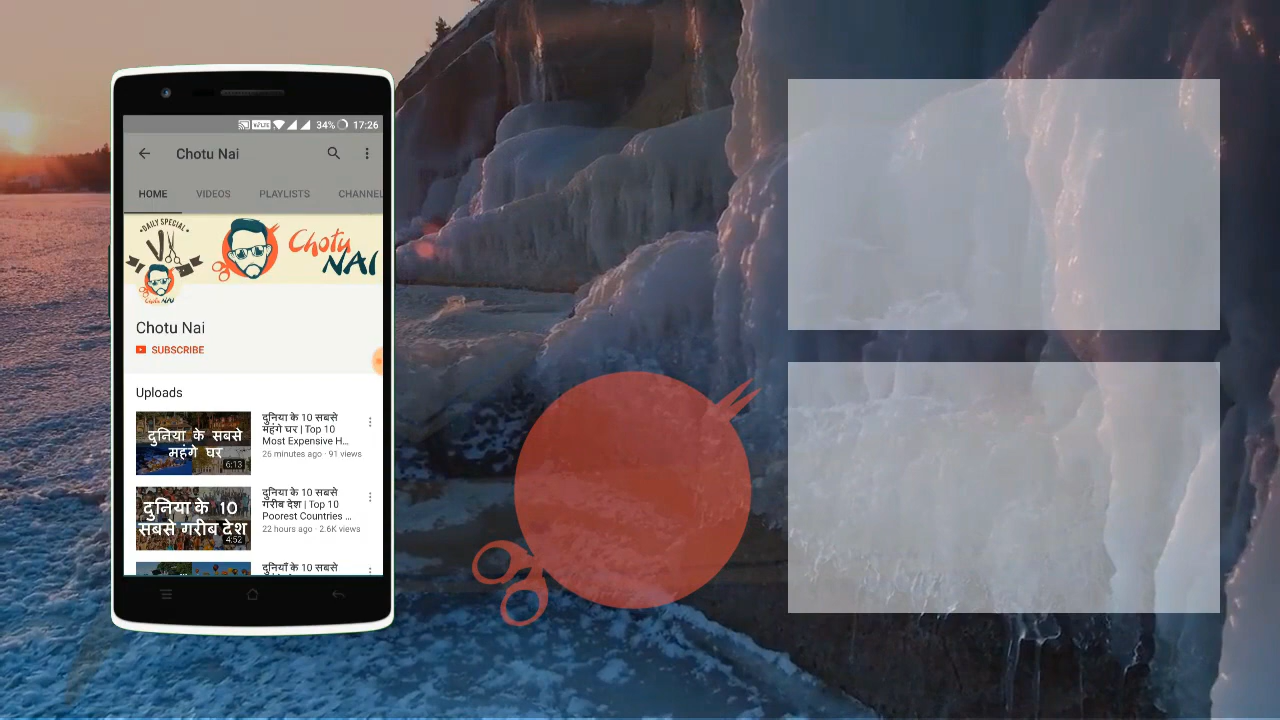 34% 17:26
Chotu Nai
HOME VIDEOS PLAYLISTS CHANNEL
DAILY SPECIAL
Chotu NAI
Chotu
NAI
Chotu Nai
SUBSCRIBE
Uploads
दुनिया के सबसे
महंगे घर
6:13
दुनिया के 10 सबसे
महंगे घर | Top 10
Most Expensive H...
26 minutes ago · 91 views
दुनिया के 10
सबसे गरीब देश
4:52
दुनिया के 10 सबसे
गरीब देश | Top 10
Poorest Countries ...
22 hours ago · 2.6K views
दुनियाँ के 10 सबसे